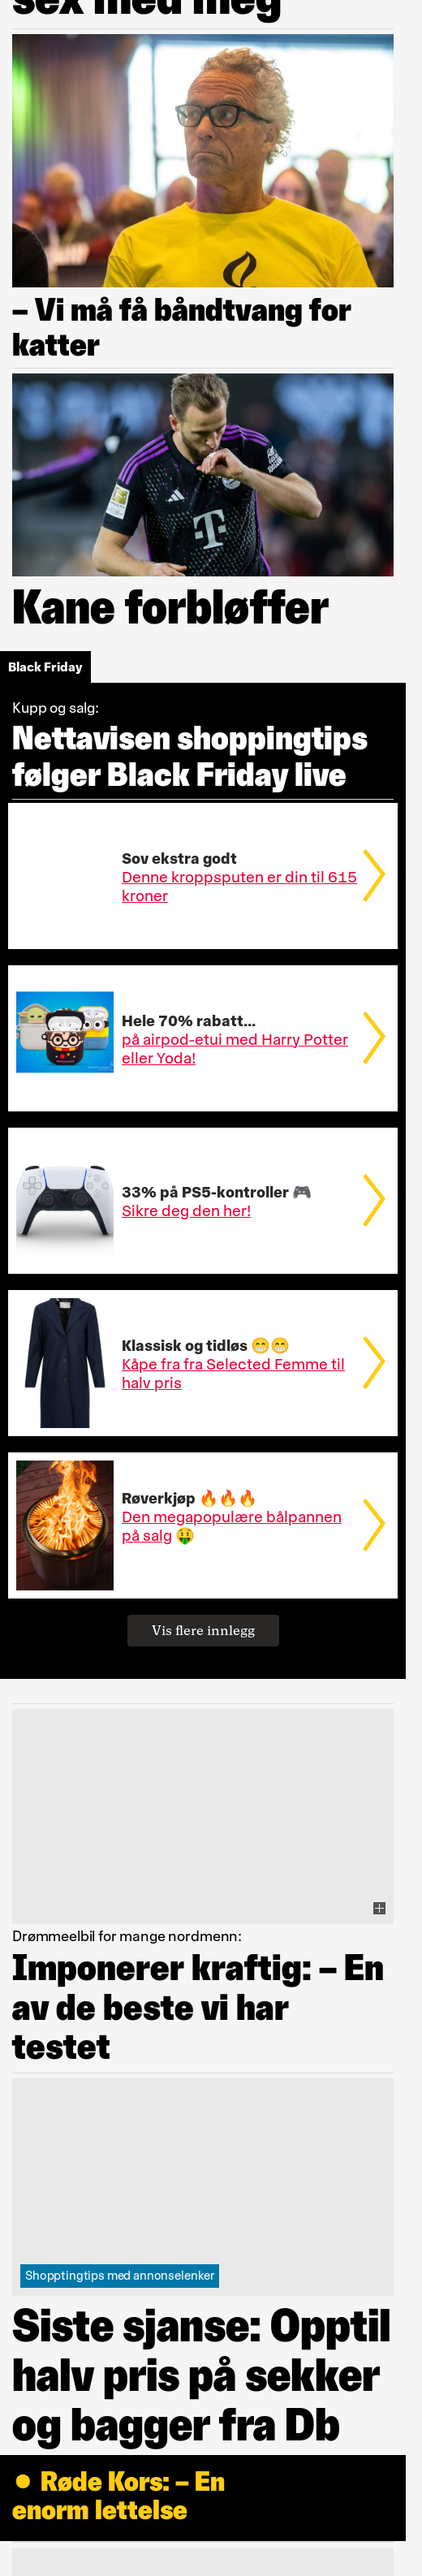 sex med meg
– Vi må få båndtvang for
katter
T
Kane forbløffer
Black Friday
Kupp og salg:
Nettavisen shoppingtips
følger Black Friday live
Sov ekstra godt
Denne kroppsputen er din til 615
kroner
Hele 70% rabatt...
på airpod-etui med Harry Potter
eller Yoda!
33% på PS5-kontroller 🎮
Sikre deg den her!
Klassisk og tidløs 😁😁
Kåpe fra fra Selected Femme til
halv pris
Røverkjøp 🔥🔥🔥
Den megapopulære bålpannen
på salg 🤑
Vis flere innlegg
Drømmeelbil for mange nordmenn:
Imponerer kraftig: – En
av de beste vi har
testet
Shopptingtips med annonselenker
Siste sjanse: Opptil
halv pris på sekker
og bagger fra Db
● Røde Kors: – En
enorm lettelse